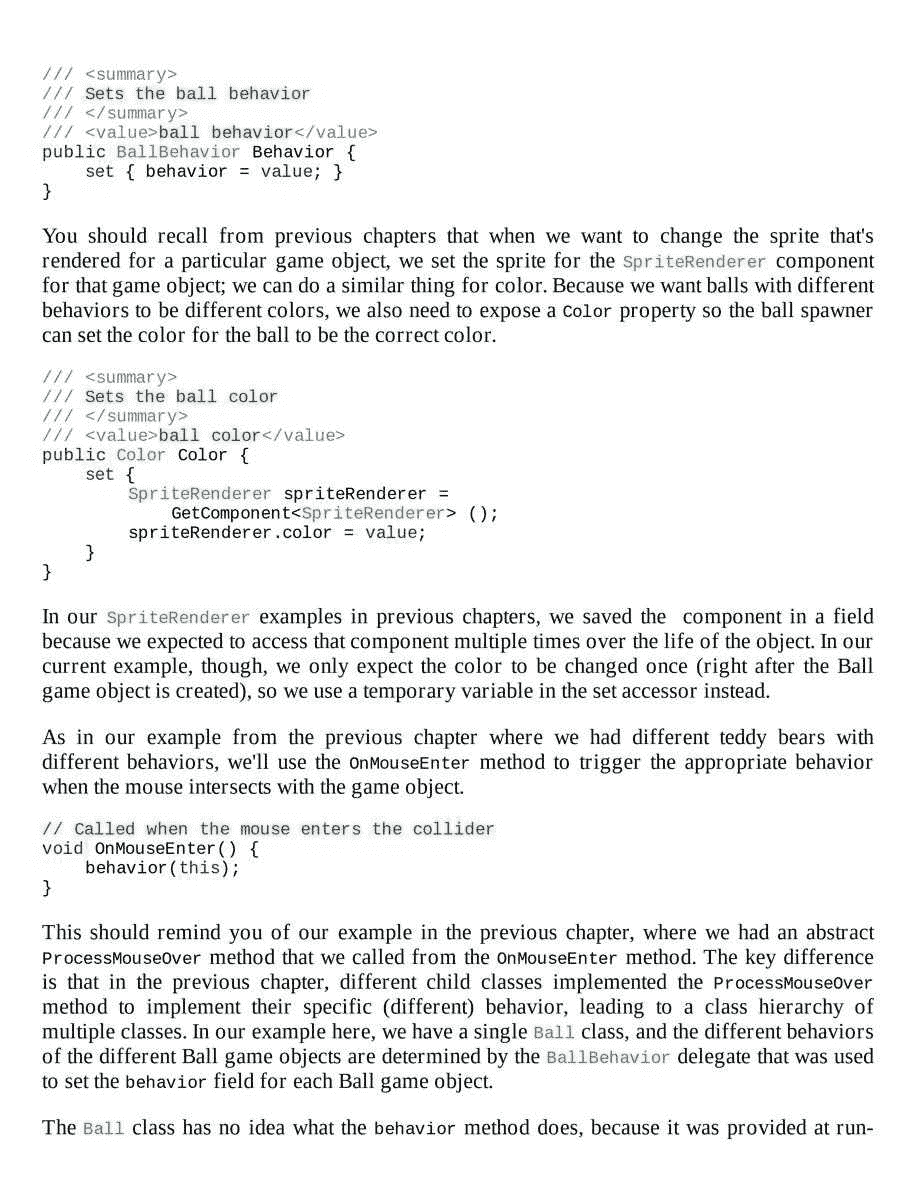 /// <summary>
/// Sets the ball behavior
/// </summary>
/// <value>ball behavior</value>
public BallBehavior Behavior {
    set { behavior = value; }
}
You should recall from previous chapters that when we want to change the sprite that's
rendered for a particular game object, we set the sprite for the SpriteRenderer component
for that game object; we can do a similar thing for color. Because we want balls with different
behaviors to be different colors, we also need to expose a Color property so the ball spawner
can set the color for the ball to be the correct color.
/// <summary>
/// Sets the ball color
/// </summary>
/// <value>ball color</value>
public Color Color {
    set {
        SpriteRenderer spriteRenderer =
            GetComponent<SpriteRenderer> ();
        spriteRenderer.color = value;
    }
}
In our SpriteRenderer examples in previous chapters, we saved the  component in a field
because we expected to access that component multiple times over the life of the object. In our
current example, though, we only expect the color to be changed once (right after the Ball
game object is created), so we use a temporary variable in the set accessor instead.
As in our example from the previous chapter where we had different teddy bears with
different behaviors, we'll use the OnMouseEnter method to trigger the appropriate behavior
when the mouse intersects with the game object.
// Called when the mouse enters the collider
void OnMouseEnter() {
    behavior(this);
}
This should remind you of our example in the previous chapter, where we had an abstract
ProcessMouseOver method that we called from the OnMouseEnter method. The key difference
is that in the previous chapter, different child classes implemented the ProcessMouseOver
method to implement their specific (different) behavior, leading to a class hierarchy of
multiple classes. In our example here, we have a single Ball class, and the different behaviors
of the different Ball game objects are determined by the BallBehavior delegate that was used
to set the behavior field for each Ball game object.
The Ball class has no idea what the behavior method does, because it was provided at run-